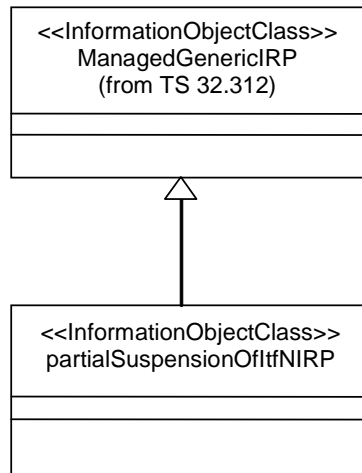 <<InformationObjectClass>>
ManagedGenericIRP
(from TS 32.312)
<<InformationObjectClass>>
partialSuspensionOfItfNIRP